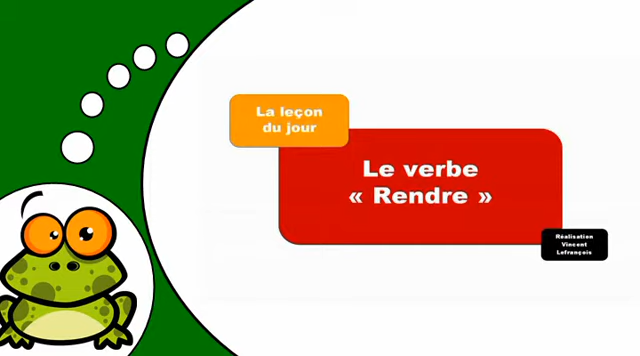 La leçon
du jour
Le verbe
« Rendre »
Réalisation
Vincent
Lefrançois